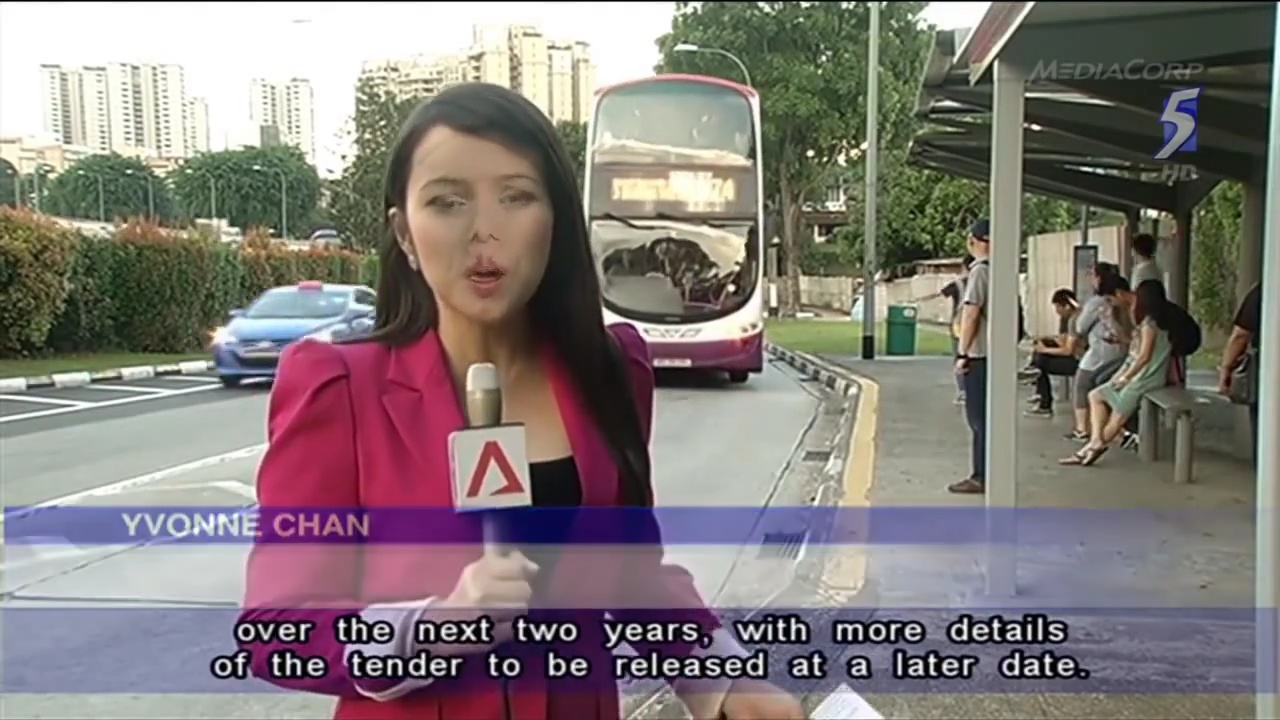 MEDIACORP
5
HD
YVONNE CHAN
over the next two years, with more details
of the tender to be released at a later date.